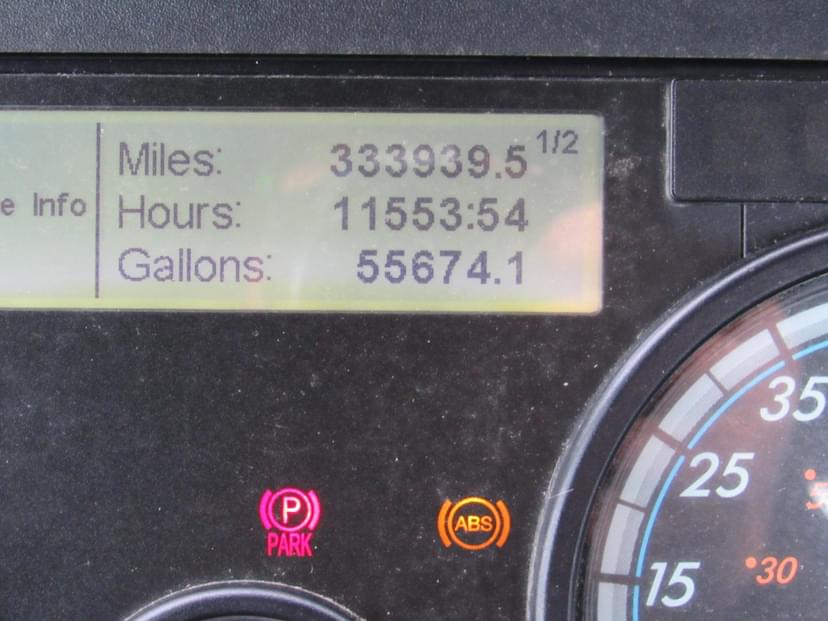 Miles: 333939.5 1/2
e Info
Hours: 11553:54
Gallons: 55674.1
P
PARK
ABS
35
25
15
30